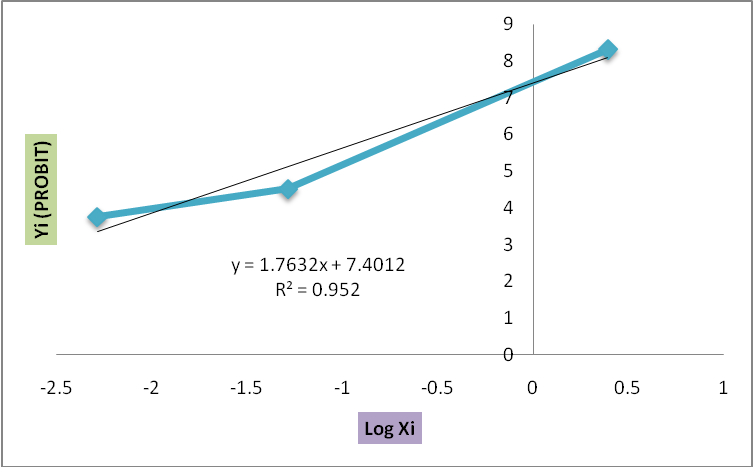 9
8
7
6
5
4
3
2
1
0
Yi (PROBIT)
y = 1.7632x + 7.4012
R² = 0.952
-2.5 -2 -1.5 -1 -0.5 0 0.5 1
Log Xi